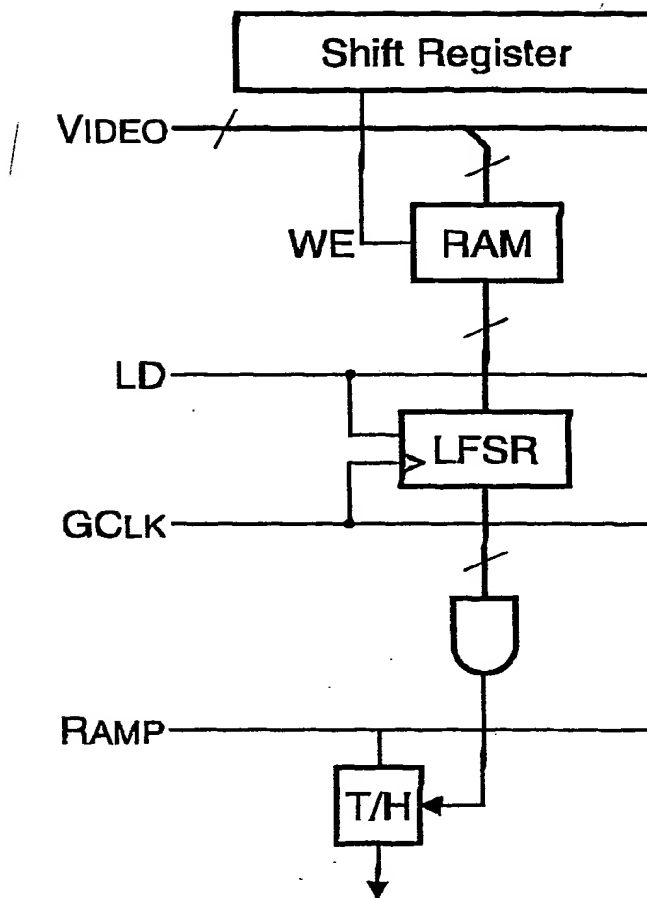 Shift Register
VIDEO
WE
RAM
LD
LFSR
GCLK
RAMP
T/H